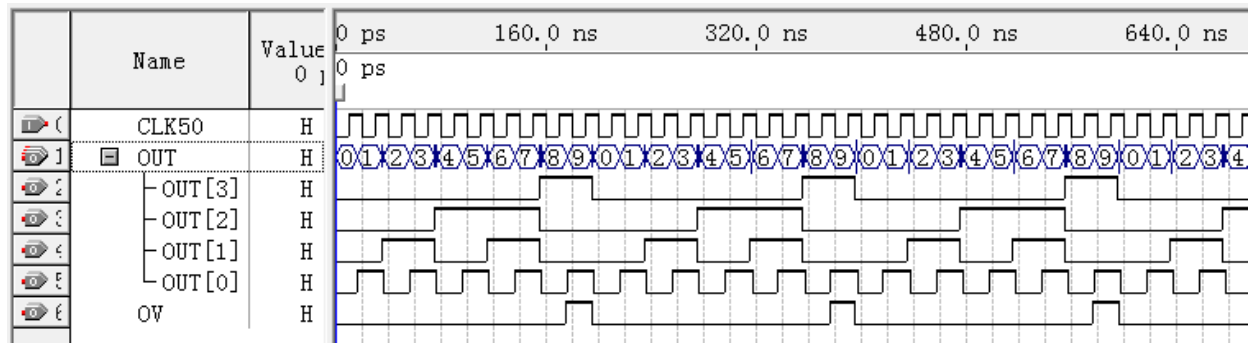 Name
Value
0
0 ps
160.0 ns
320.0 ns
480.0 ns
640.0 ns
0 ps
CLK50 H
1 OUT H 0 1 2 3 4 5 6 7 8 9 0 1 2 3 4 5 6 7 8 9 0 1 2 3 4 5 6 7 8 9 0 1 2 3 4
OUT[3] H
OUT[2] H
OUT[1] H
OUT[0] H
OV H